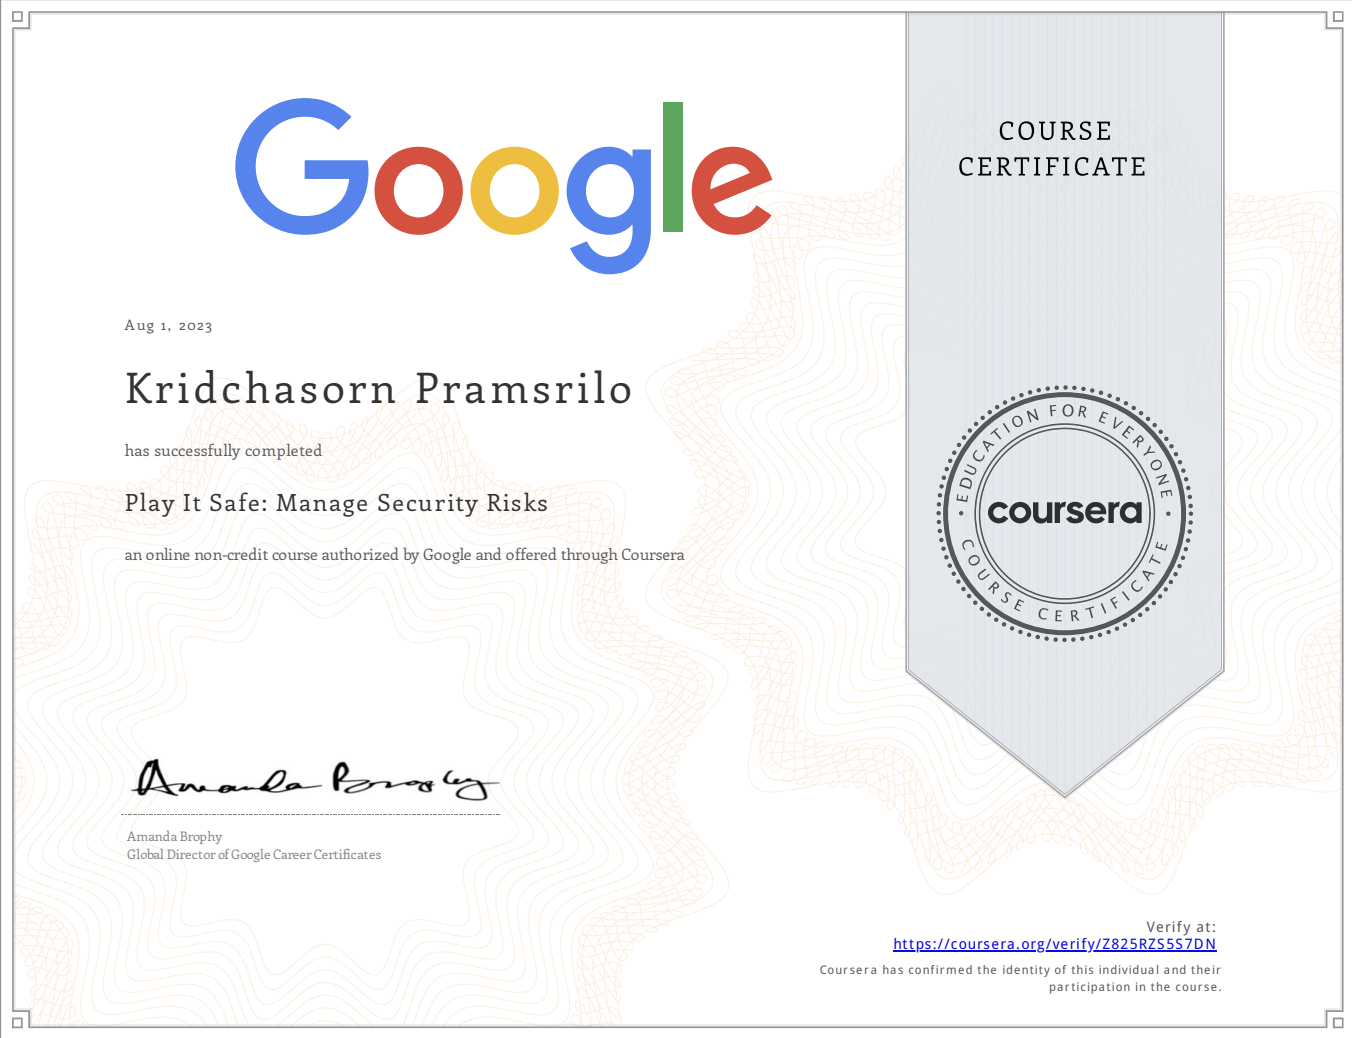 Google
COURSE
CERTIFICATE
Aug 1, 2023
Kridchasorn Pramsrilo
has successfully completed
Play It Safe: Manage Security Risks
an online non-credit course authorized by Google and offered through Coursera
EDUCATION FOR EVERYONE
coursera
COURSE CERTIFICATE
Amanda Brophy
Amanda Brophy
Global Director of Google Career Certificates
Verify at:
https://coursera.org/verify/Z825RZS5S7DN
Coursera has confirmed the identity of this individual and their
participation in the course.